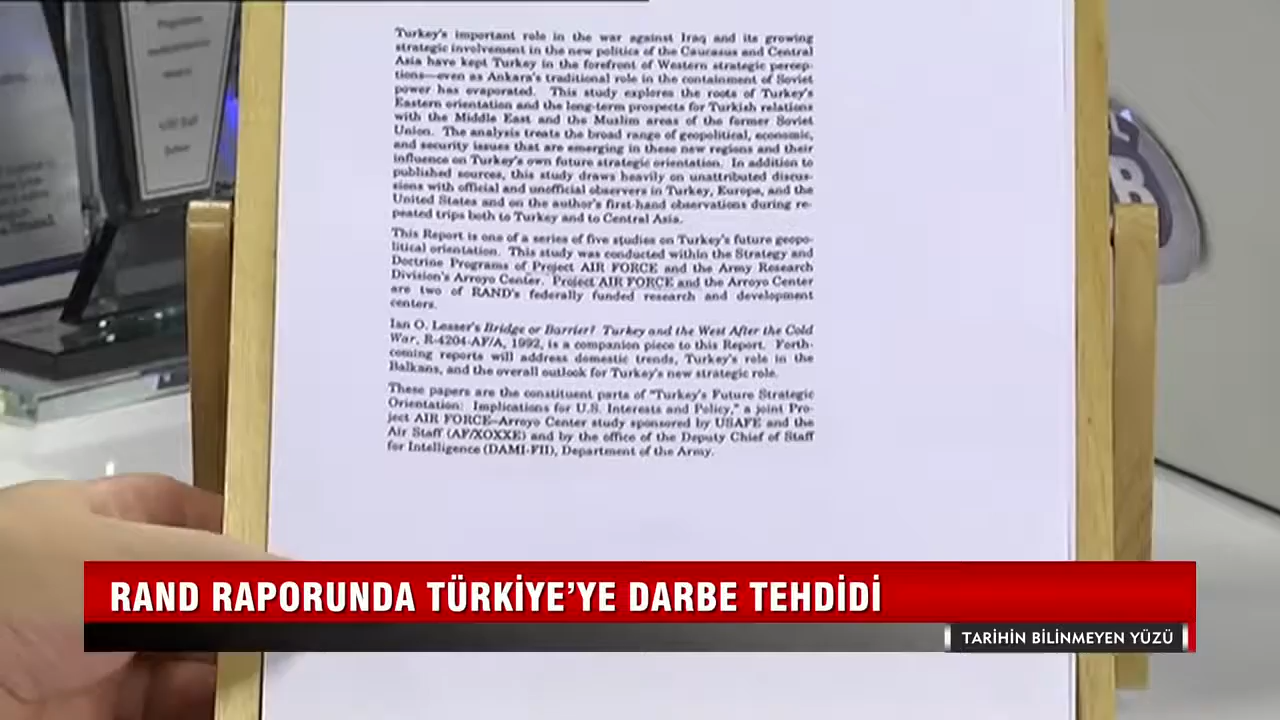 Turkey's important role in the war against Iraq and its growing
strategic involvement in the new politics of the Caucasus and Central
Asia have kept Turkey in the forefront of Western strategic percep-
tions—even as Ankara's traditional role in the containment of Soviet
power has evaporated. This study explores the roots of Turkey's
Eastern orientation and the long-term prospects for Turkish relations
with the Middle East and the Muslim areas of the former Soviet
Union. The analysis treats the broad range of geopolitical, economic,
and security issues that are emerging in these new regions and their
influence on Turkey's own future strategic orientation. In addition to
published sources, this study draws heavily on unattributed discus-
sions with official and unofficial observers in Turkey, Europe, and the
United States and on the author's first-hand observations during re-
peated trips both to Turkey and to Central Asia.
This Report is one of a series of five studies on Turkey's future geopo-
litical orientation. This study was conducted within the Strategy and
Doctrine Programs of Project AIR FORCE and the Army Research
Division's Arroyo Center. Project AIR FORCE and the Arroyo Center
are two of RAND's federally funded research and development
centers.
Ian O. Lesser's Bridge or Barrier? Turkey and the West After the Cold
War, R-4204-AF/A, 1992, is a companion piece to this Report. Forth-
coming reports will address domestic trends, Turkey's role in the
Balkans, and the overall outlook for Turkey's new strategic role.
These papers are the constituent parts of "Turkey's Future Strategic
Orientation: Implications for U.S. Interests and Policy," a joint Pro-
ject AIR FORCE–Arroyo Center study sponsored by USAFE and the
Air Staff (AF/XOXXE) and by the office of the Deputy Chief of Staff
for Intelligence (DAMI-FII), Department of the Army.
RAND RAPORUNDA TÜRKİYE'YE DARBE TEHDİDİ
TARİHİN BİLİNMEYEN YÜZÜ